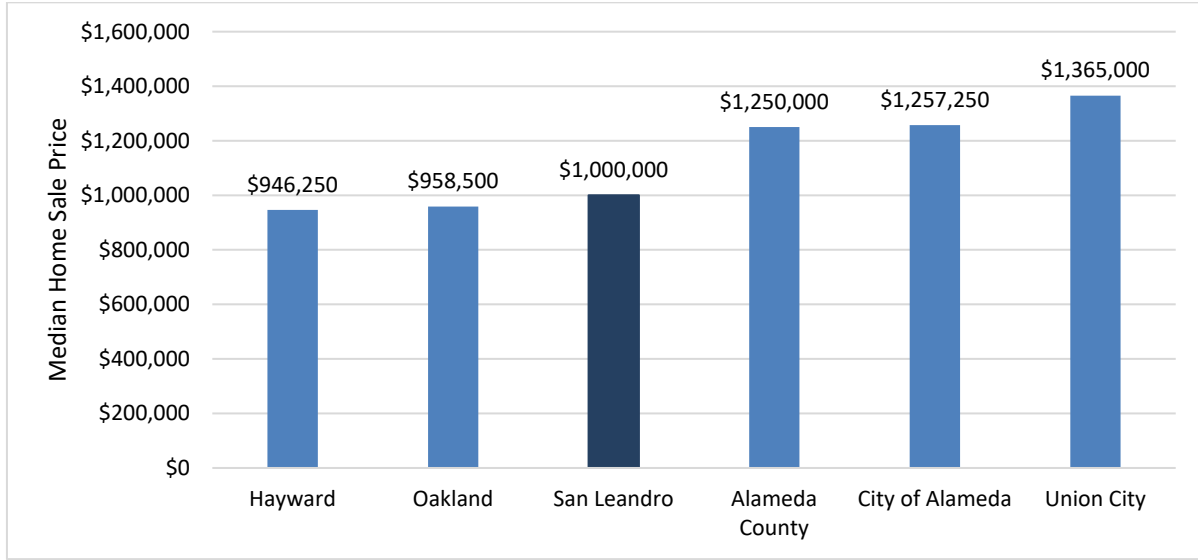 $1,600,000
$1,400,000
$1,200,000
$1,000,000
$800,000
$600,000
$400,000
$200,000
$0
Median Home Sale Price
$946,250
$958,500
$1,000,000
$1,250,000
$1,257,250
$1,365,000
Hayward
Oakland
San Leandro
Alameda
County
City of Alameda
Union City